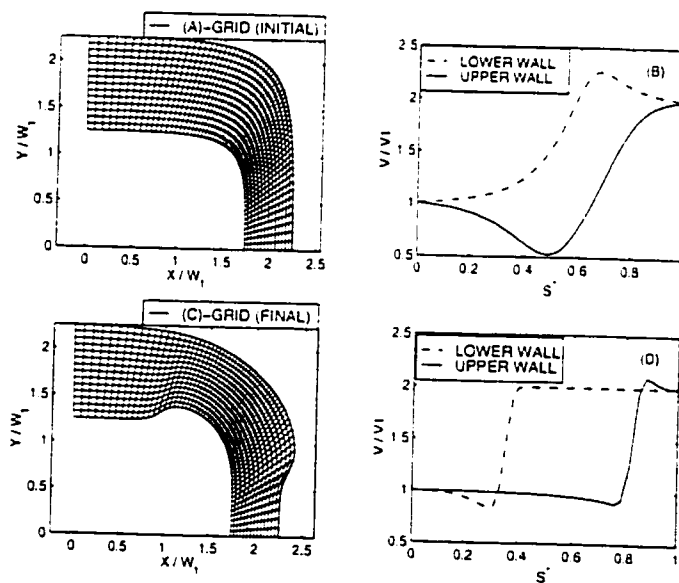 (A)-GRID (INITIAL)
2
1.5
1
0.5
0
Y/W₁
0 0.5 1 1.5 2 2.5
X/W₁
2.5
2
1.5
1
0.5
V/VI
LOWER WALL
UPPER WALL
(B)
0 0.2 0.4 0.6 0.8 1
S*
(C)-GRID (FINAL)
2
1.5
1
0.5
0
Y/W₁
0 0.5 1 1.5 2 2.5
X/W₁
2.5
2
1.5
1
0.5
V/VI
LOWER WALL
UPPER WALL
(D)
0 0.2 0.4 0.6 0.8 1
S*